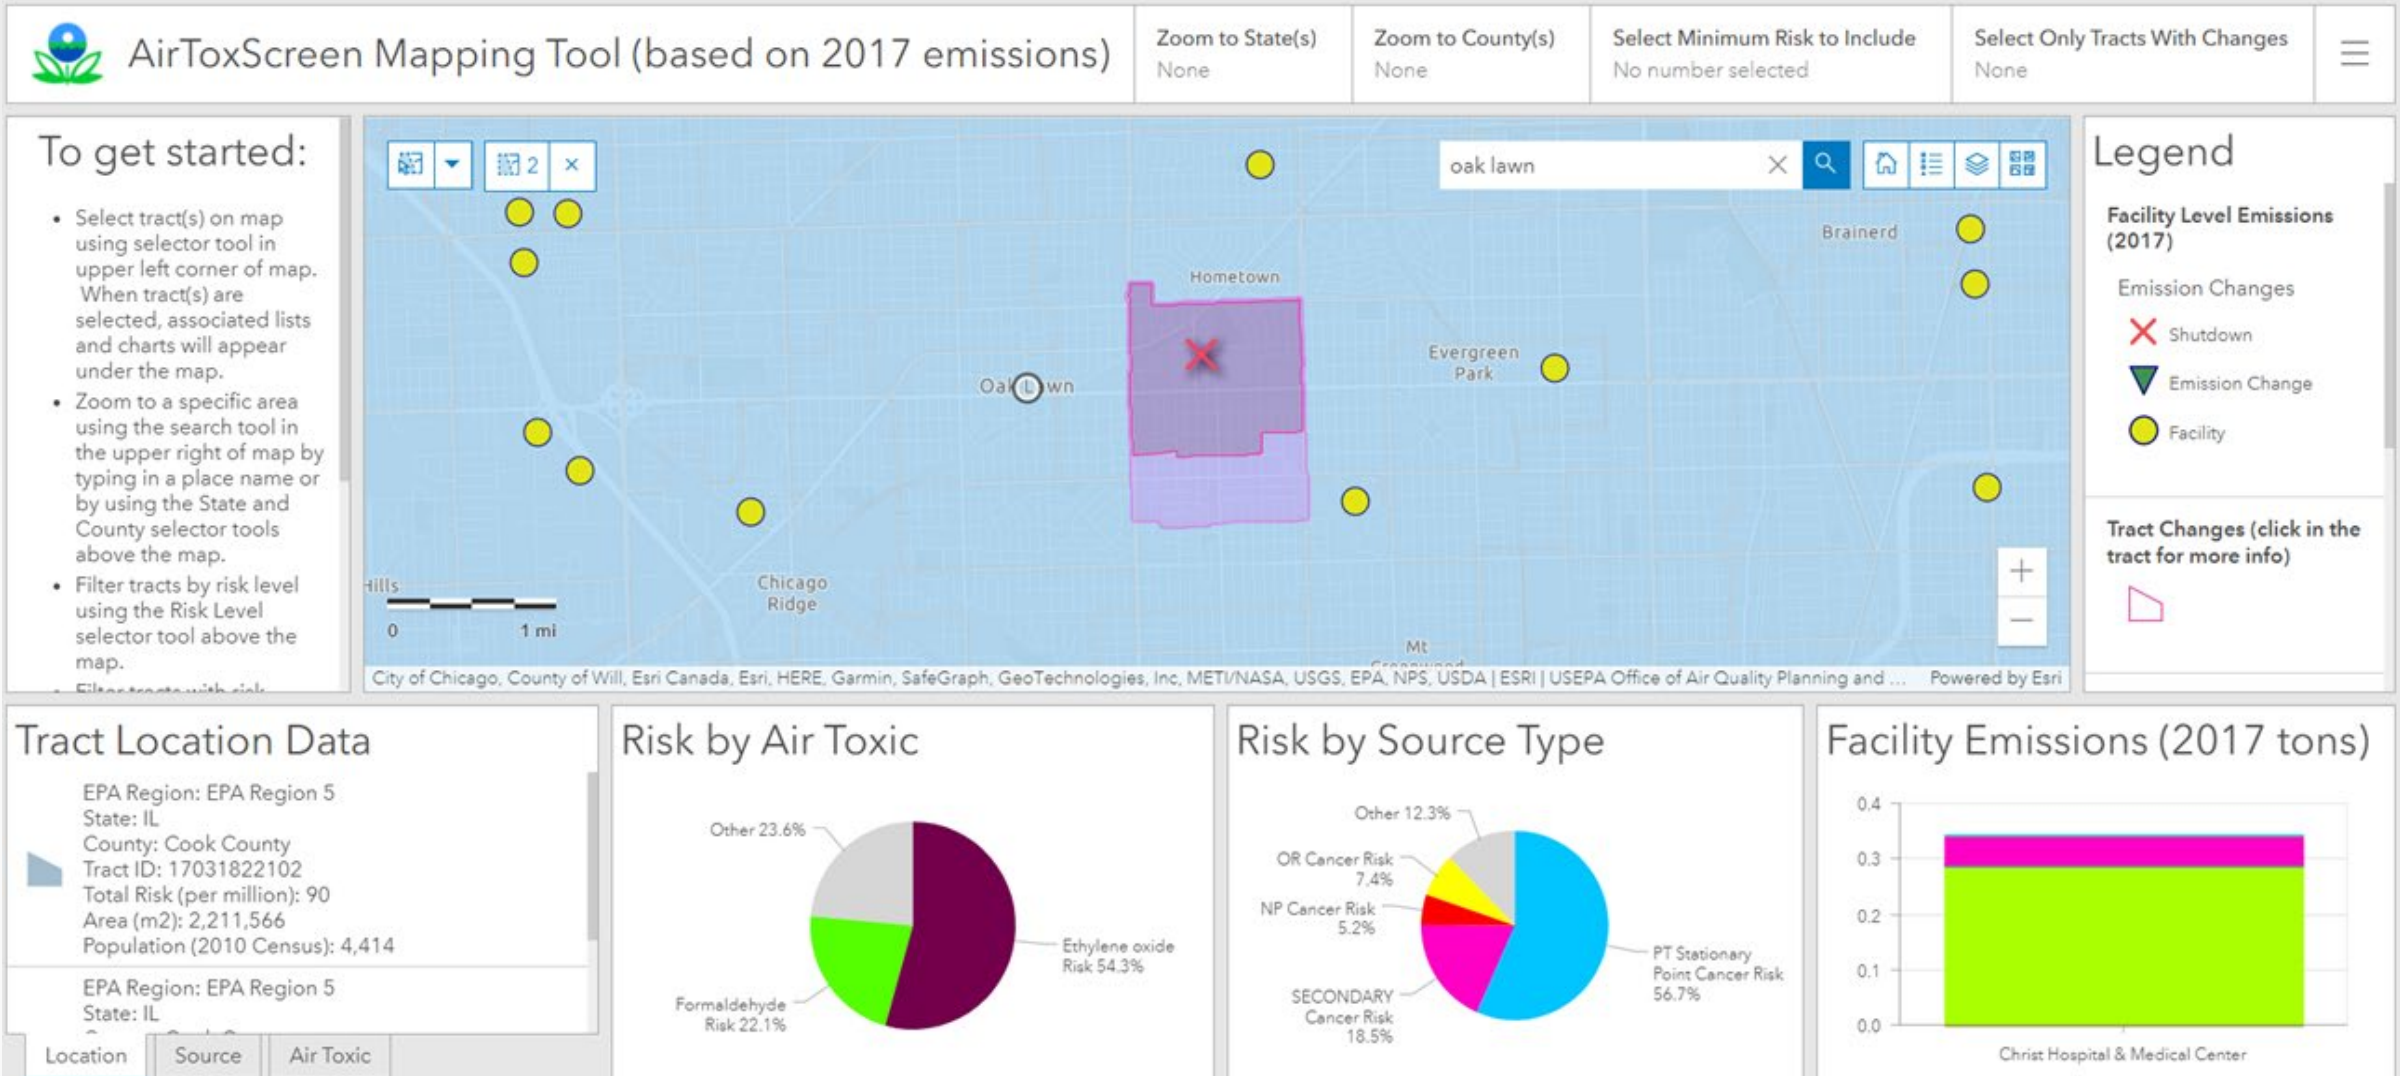 AirToxScreen Mapping Tool (based on 2017 emissions)
Zoom to State(s)
None
Zoom to County(s)
None
Select Minimum Risk to Include
No number selected
Select Only Tracts With Changes
None
To get started:
• Select tract(s) on map
using selector tool in
upper left corner of map.
When tract(s) are
selected, associated lists
and charts will appear
under the map.
• Zoom to a specific area
using the search tool in
the upper right of map by
typing in a place name or
by using the State and
County selector tools
above the map.
• Filter tracts by risk level
using the Risk Level
selector tool above the
map.
• Filter tracts with risk
2
oak lawn
Brainerd
Hometown
Evergreen
Park
Oak Lawn
Chicago
Ridge
Hills
0 1 mi
Mt
Greenwood
City of Chicago, County of Will, Esri Canada, Esri, HERE, Garmin, SafeGraph, GeoTechnologies, Inc, METI/NASA, USGS, EPA, NPS, USDA | ESRI | USEPA Office of Air Quality Planning and ...
Powered by Esri
Legend
Facility Level Emissions
(2017)
Emission Changes
Shutdown
Emission Change
Facility
Tract Changes (click in the
tract for more info)
Tract Location Data
EPA Region: EPA Region 5
State: IL
County: Cook County
Tract ID: 17031822102
Total Risk (per million): 90
Area (m2): 2,211,566
Population (2010 Census): 4,414
EPA Region: EPA Region 5
State: IL
Location
Source
Air Toxic
Risk by Air Toxic
Other 23.6%
Ethylene oxide
Risk 54.3%
Formaldehyde
Risk 22.1%
Risk by Source Type
Other 12.3%
OR Cancer Risk
7.4%
NP Cancer Risk
5.2%
SECONDARY
Cancer Risk
18.5%
PT Stationary
Point Cancer Risk
56.7%
Facility Emissions (2017 tons)
0.4
0.3
0.2
0.1
0.0
Christ Hospital & Medical Center